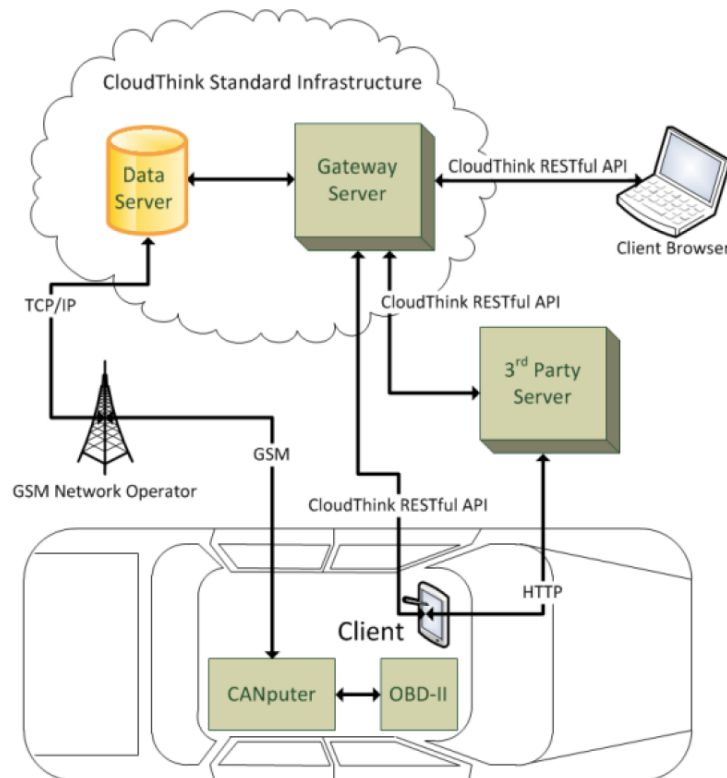 CloudThink Standard Infrastructure
Data
Server
Gateway
Server
CloudThink RESTful API
Client Browser
TCP/IP
CloudThink RESTful API
3rd Party
Server
GSM
GSM Network Operator
CloudThink RESTful API
HTTP
Client
CANputer
OBD-II